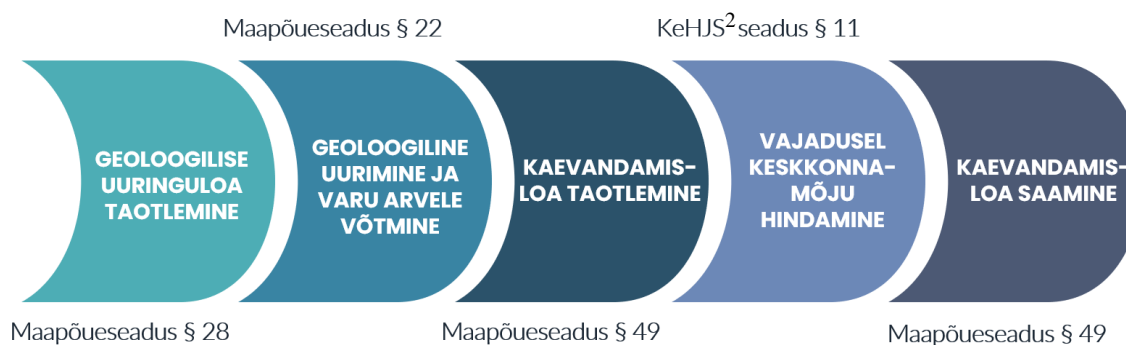 Maapõueseadus § 22
KeHJS²seadus § 11
GEOLOOGILISE
UURINGULOA
TAOTLEMINE
GEOLOOGILINE
UURIMINE JA
VARU ARVELE
VÕTMINE
KAEVANDAMIS-
LOA TAOTLEMINE
VAJADUSEL
KESKKONNA-
MÕJU
HINDAMINE
KAEVANDAMIS-
LOA SAAMINE
Maapõueseadus § 28
Maapõueseadus § 49
Maapõueseadus § 49